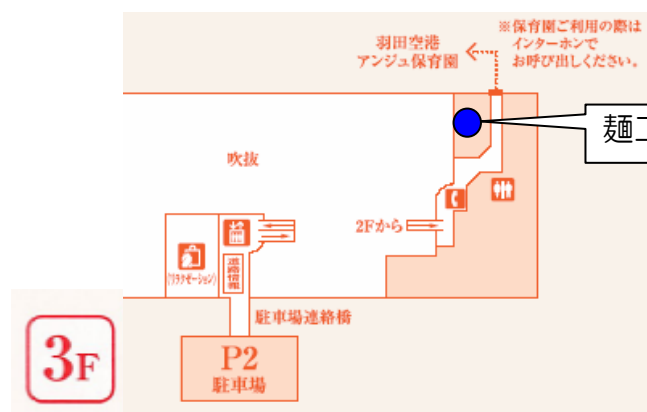 ※保育園ご利用の際は
インターホンで
お呼び出しください。
羽田空港
アンジュ保育園
麺
吹抜
2Fから
(リラクゼーション)
道路
情報
駐車場連絡橋
P2
駐車場
3F